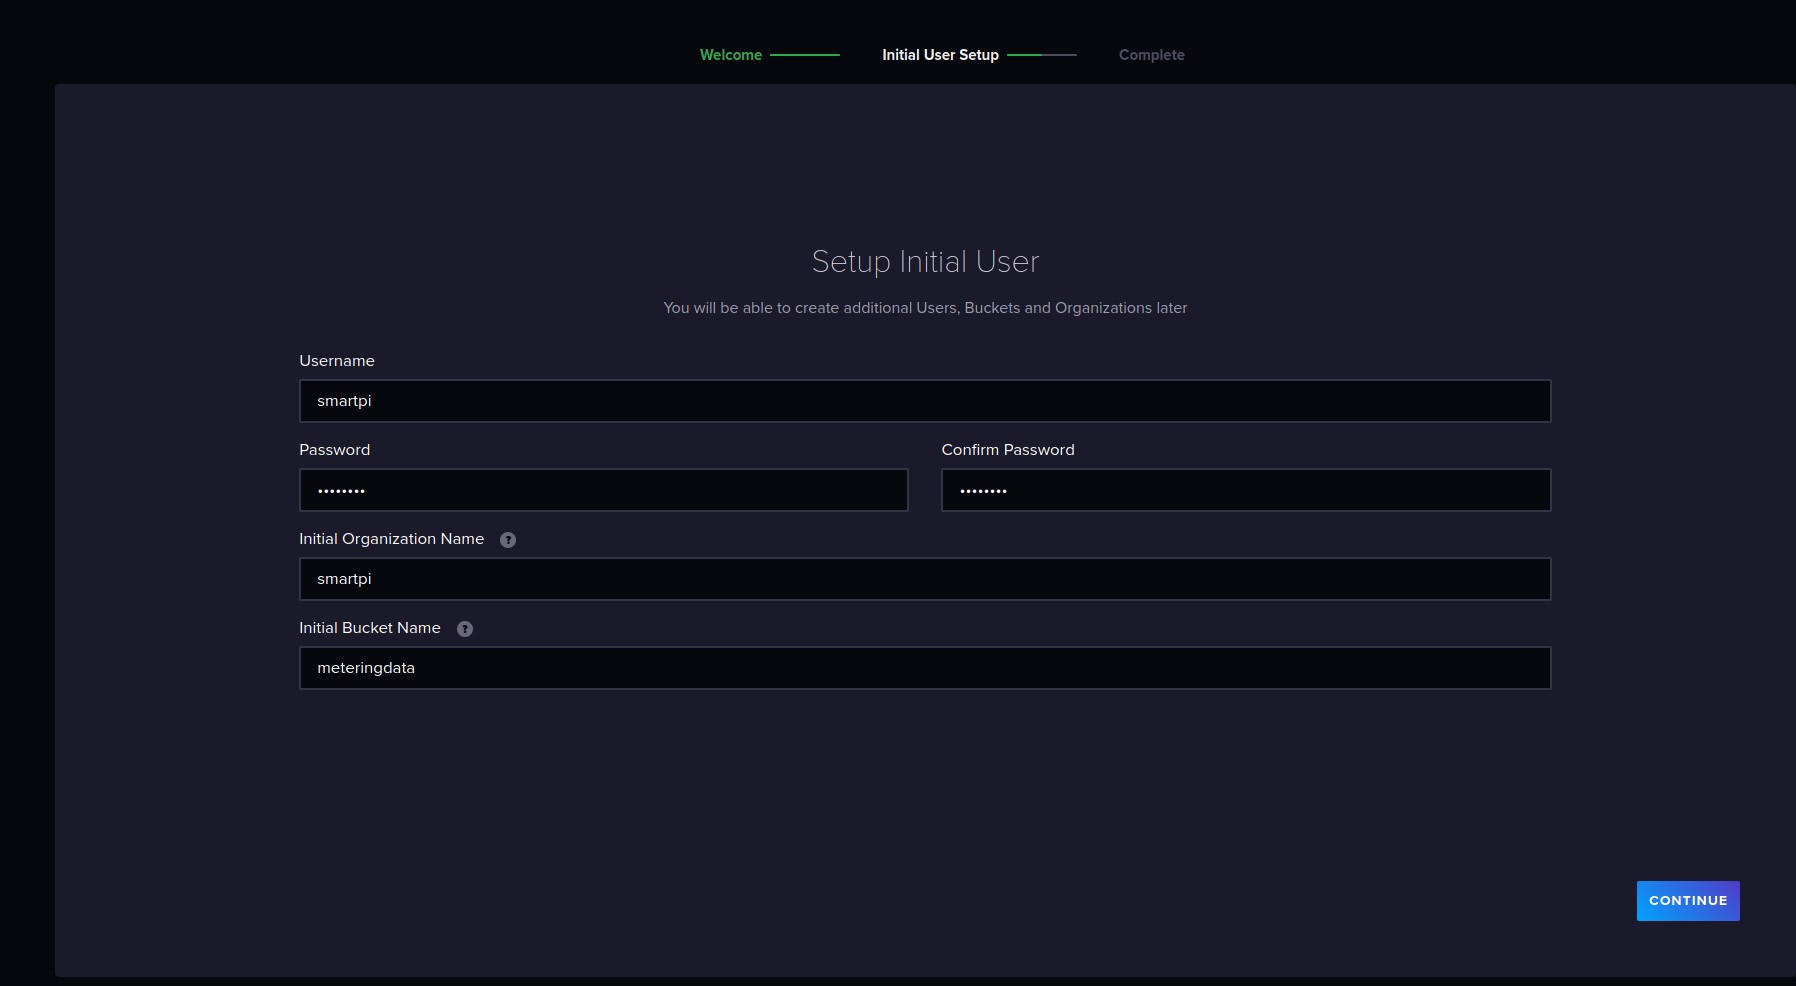 Welcome
Initial User Setup
Complete
Setup Initial User
You will be able to create additional Users, Buckets and Organizations later
Username
smartpi
Password
Confirm Password
••••••••
••••••••
Initial Organization Name ?
smartpi
Initial Bucket Name ?
meteringdata
CONTINUE